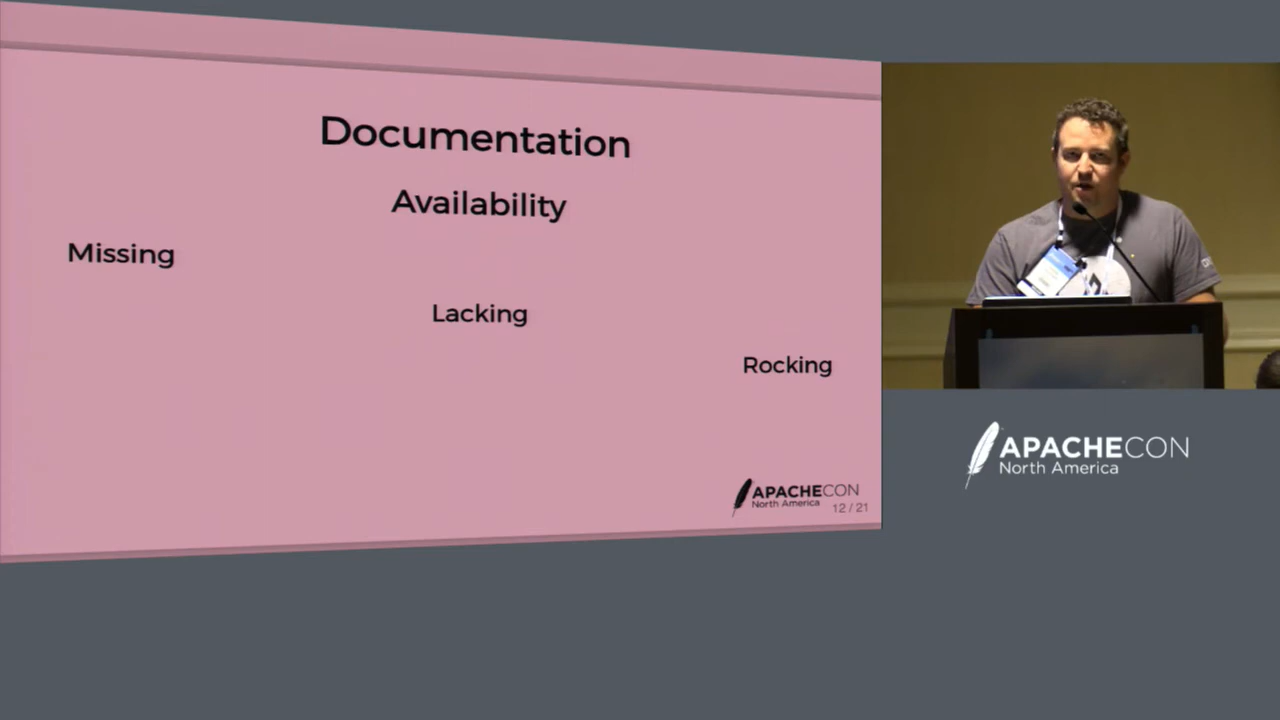 Documentation
Availability
Missing
Lacking
Rocking
APACHECON
North America
12 / 21
APACHECON
North America